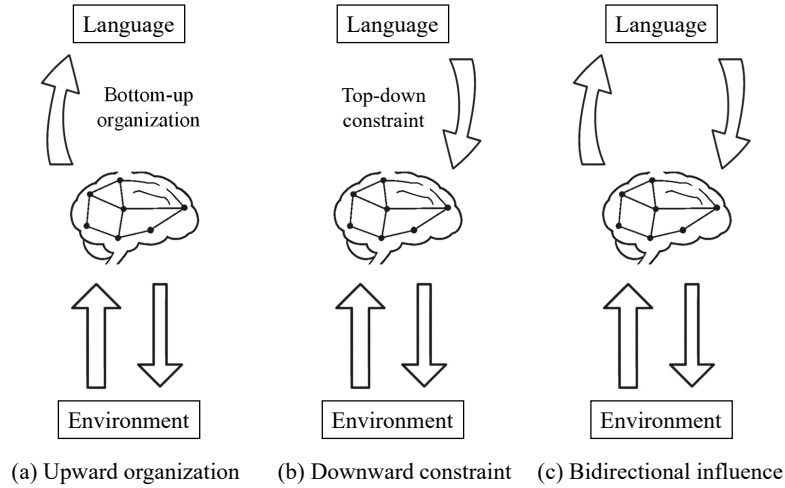 Language
Language
Language
Bottom-up
organization
Top-down
constraint
Environment
Environment
Environment
(a) Upward organization
(b) Downward constraint
(c) Bidirectional influence